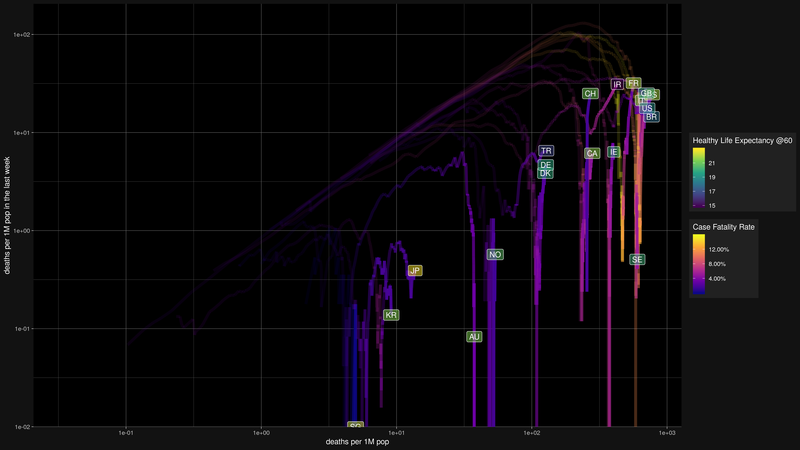 1e+02
1e+01
1e+00
1e-01
1e-02
deaths per 1M pop in the last week
CH
IR
FR
GB
US
BR
CA
IE
TR
DE
DK
NO
SE
JP
KR
AU
1e-01
1e+00
1e+01
1e+02
1e+03
deaths per 1M pop
Healthy Life Expectancy @60
21
19
17
15
Case Fatality Rate
12.00%
8.00%
4.00%